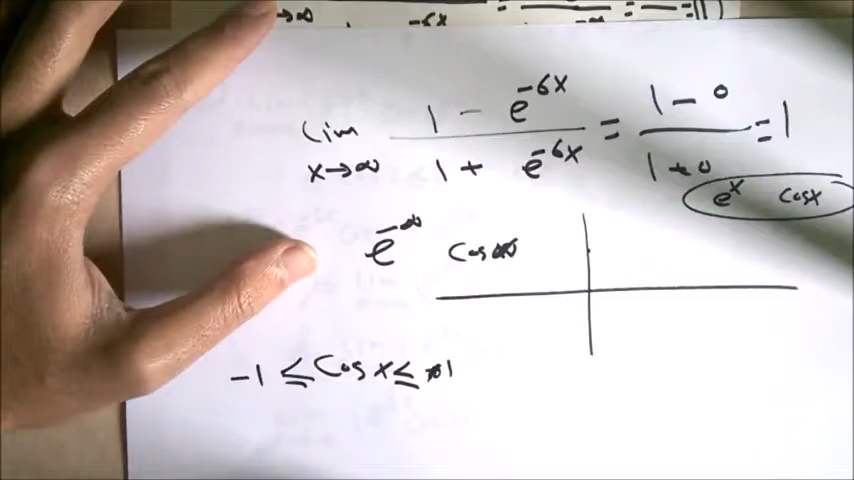 lim x→∞ (1 - e^{-6x}) / (1 + e^{-6x}) = (1 - 0) / (1 + 0) = 1
e^x cos x
e^{-∞} cos∞
-1 ≤ Cos x ≤ 1